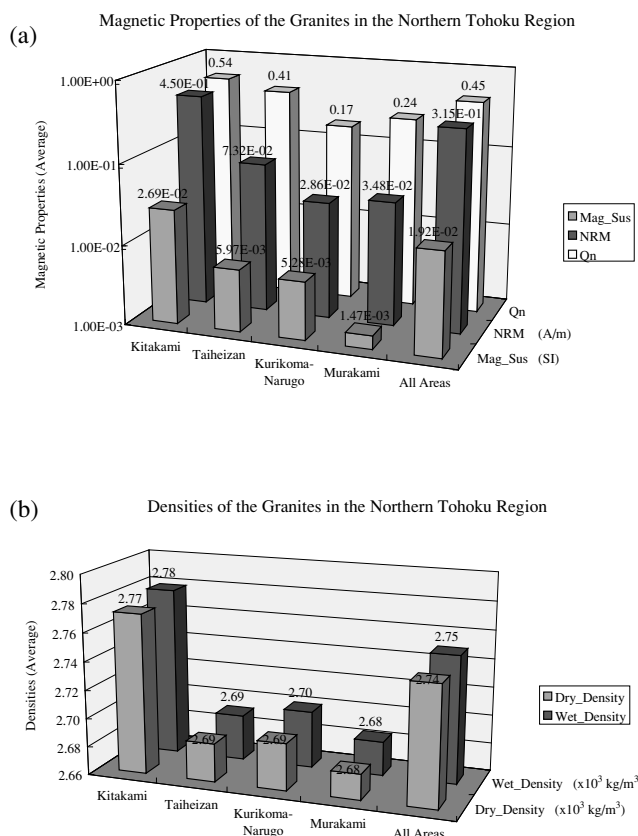 Magnetic Properties of the Granites in the Northern Tohoku Region
(a)
0.54
0.41
0.17
0.24
0.45
1.00E+00
4.50E-01
7.32E-02
2.86E-02
3.48E-02
3.15E-01
1.00E-01
2.69E-02
5.97E-03
5.28E-03
1.47E-03
1.92E-02
1.00E-02
1.00E-03
Magnetic Properties (Average)
Mag_Sus
NRM
Qn
Qn
NRM (A/m)
Mag_Sus (SI)
Kitakami
Taiheizan
Kurikoma-
Narugo
Murakami
All Areas
(b)
Densities of the Granites in the Northern Tohoku Region
2.80
2.78
2.76
2.74
2.72
2.70
2.68
2.66
Densities (Average)
2.78
2.69
2.70
2.68
2.75
2.77
2.69
2.69
2.68
2.74
Dry_Density
Wet_Density
Wet_Density (x10³ kg/m³
Dry_Density (x10³ kg/m³)
Kitakami
Taiheizan
Kurikoma-
Narugo
Murakami
All Areas